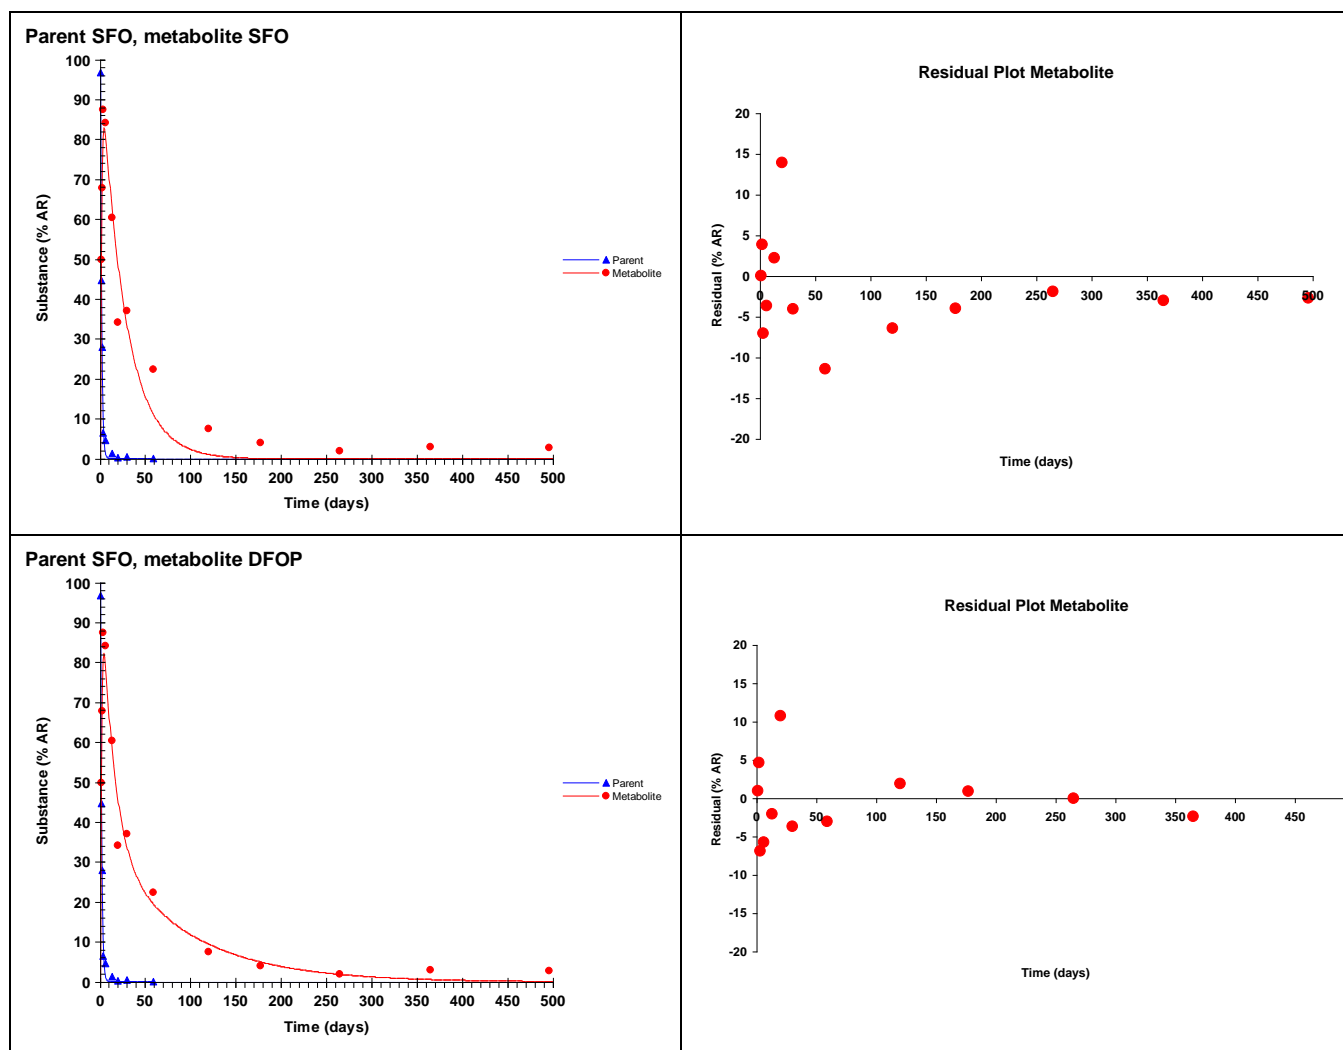 Parent SFO, metabolite SFO
100
90
80
70
60
50
40
30
20
10
0
Substance (% AR)
0 50 100 150 200 250 300 350 400 450 500
Time (days)
Parent
Metabolite
Residual Plot Metabolite
20
15
10
5
0
-5
-10
-15
-20
Residual (% AR)
0 50 100 150 200 250 300 350 400 450 500
Time (days)
Parent SFO, metabolite DFOP
100
90
80
70
60
50
40
30
20
10
0
Substance (% AR)
0 50 100 150 200 250 300 350 400 450 500
Time (days)
Parent
Metabolite
Residual Plot Metabolite
20
15
10
5
0
-5
-10
-15
-20
Residual (% AR)
0 50 100 150 200 250 300 350 400 450
Time (days)